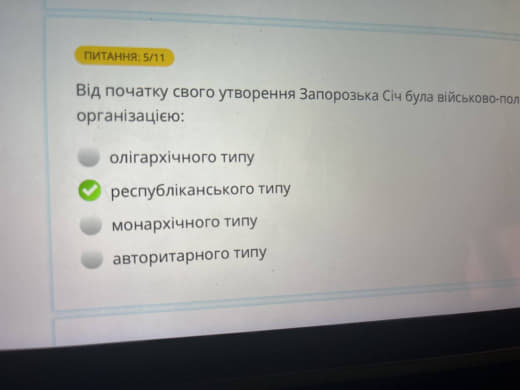 ПИТАННЯ: 5/11
Від початку свого утворення Запорозька Січ була військово-пол
організацією:
олігархічного типу
республіканського типу
монархічного типу
авторитарного типу